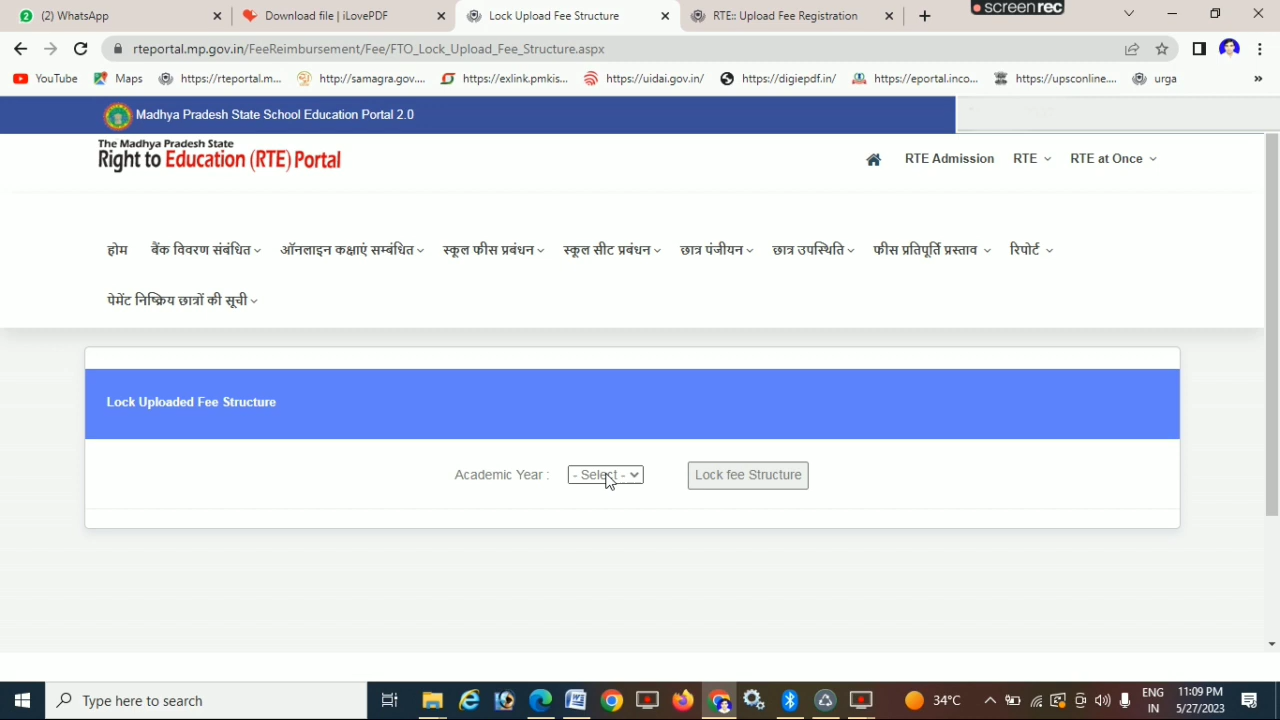 (2) WhatsApp
Download file | iLovePDF
Lock Upload Fee Structure
RTE:: Upload Fee Registration
screenrec
rteportal.mp.gov.in/FeeReimbursement/Fee/FTO_Lock_Upload_Fee_Structure.aspx
YouTube
Maps
https://rteportal.m...
http://samagra.gov....
https://exlink.pmkis...
https://uidai.gov.in/
https://digiepdf.in/
https://eportal.inco...
https://upsconline....
urga
»
Madhya Pradesh State School Education Portal 2.0
The Madhya Pradesh State
Right to Education (RTE) Portal
RTE Admission
RTE
RTE at Once
होम
बैंक विवरण संबंधित
ऑनलाइन कक्षाएं सम्बंधित
स्कूल फीस प्रबंधन
स्कूल सीट प्रबंधन
छात्र पंजीयन
छात्र उपस्थिति
फीस प्रतिपूर्ति प्रस्ताव
रिपोर्ट
पेमेंट निष्क्रिय छात्रों की सूची
Lock Uploaded Fee Structure
Academic Year :
- Select -
Lock fee Structure
Type here to search
34°C
ENG
IN
11:09 PM
5/27/2023